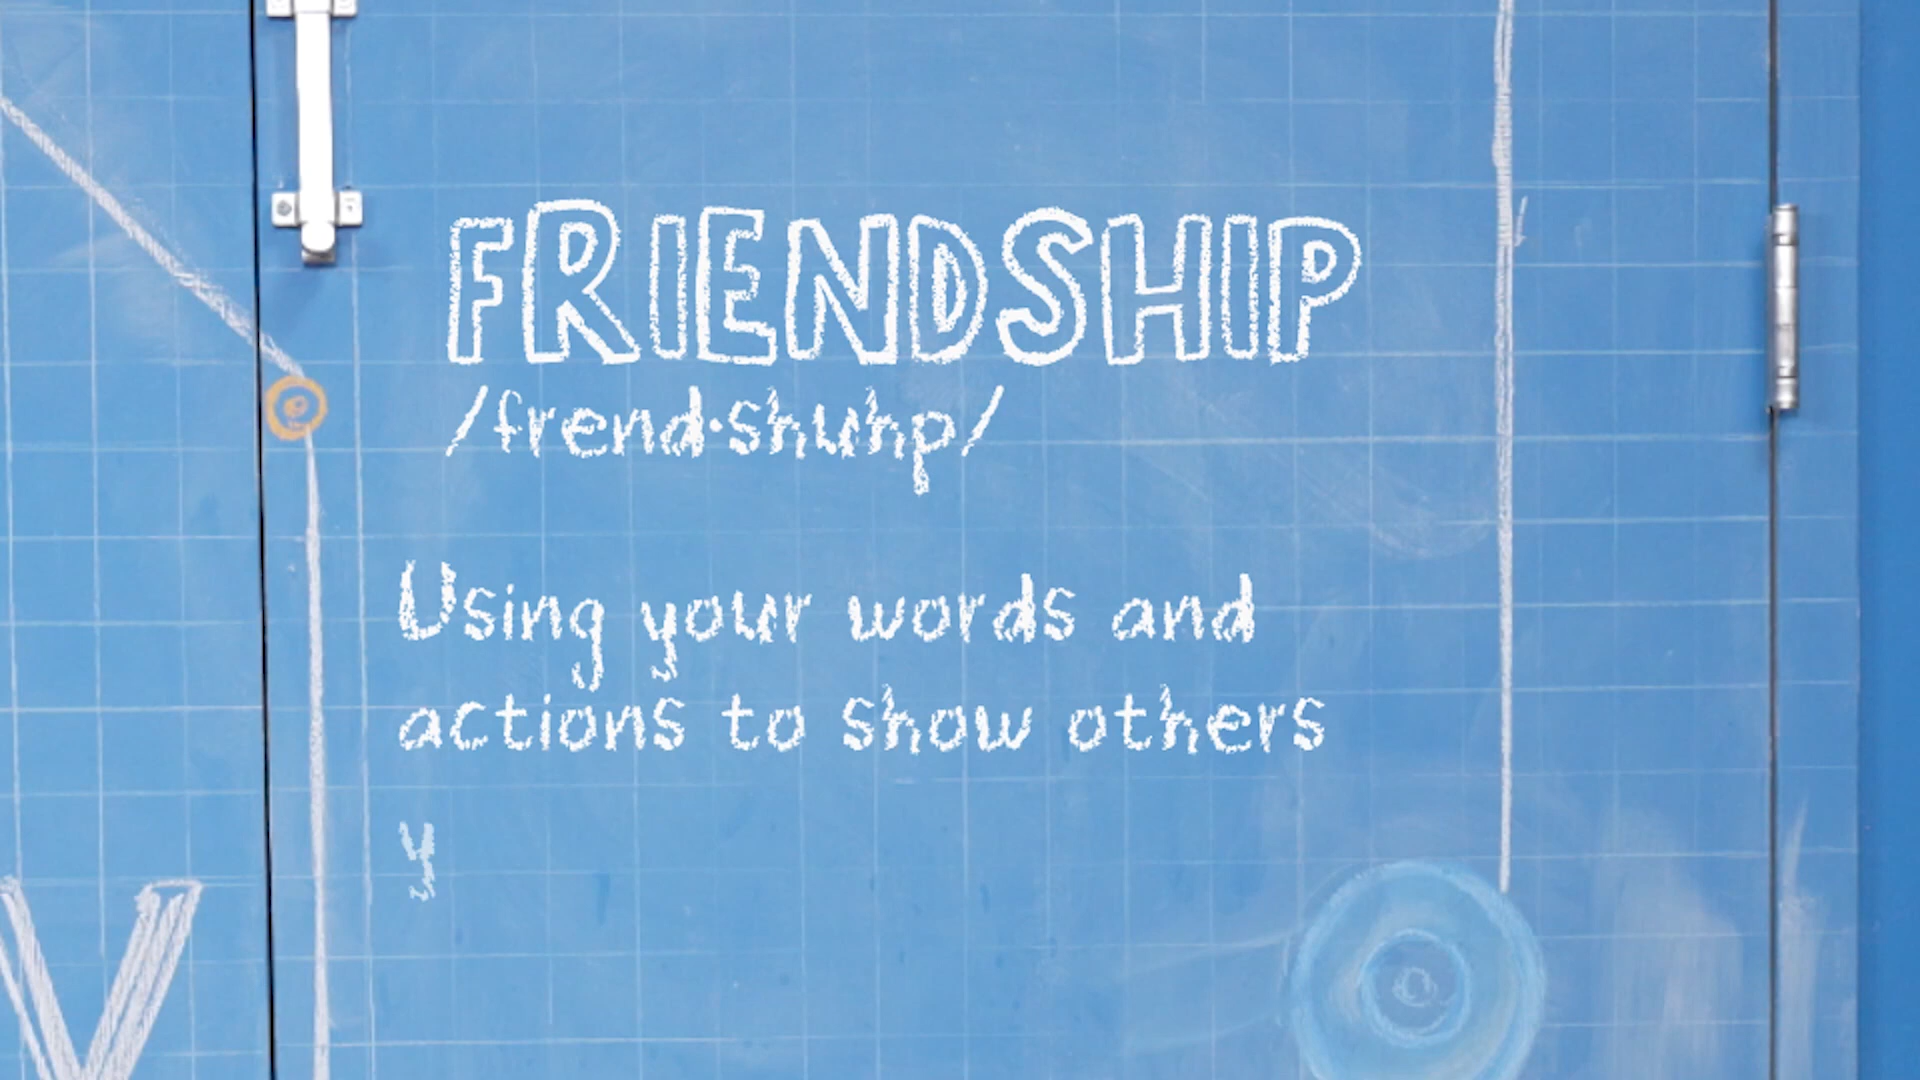 FRIENDSHIP
/frend·shuhp/
Using your words and
actions to show others
y